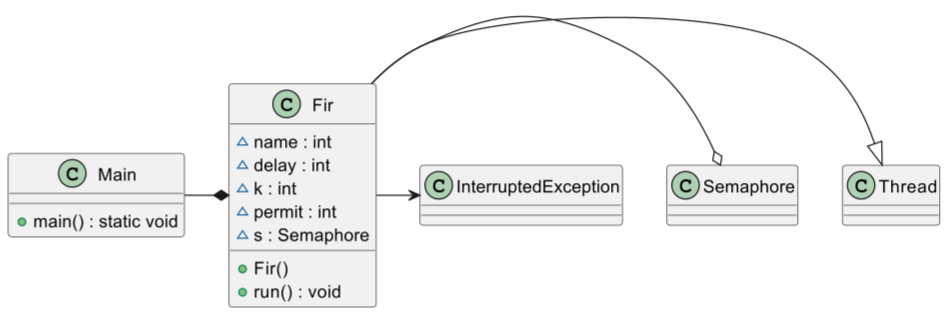 C Main
main() : static void
C Fir
name : int
delay : int
k : int
permit : int
s : Semaphore
Fir()
run() : void
C InterruptedException
C Semaphore
C Thread